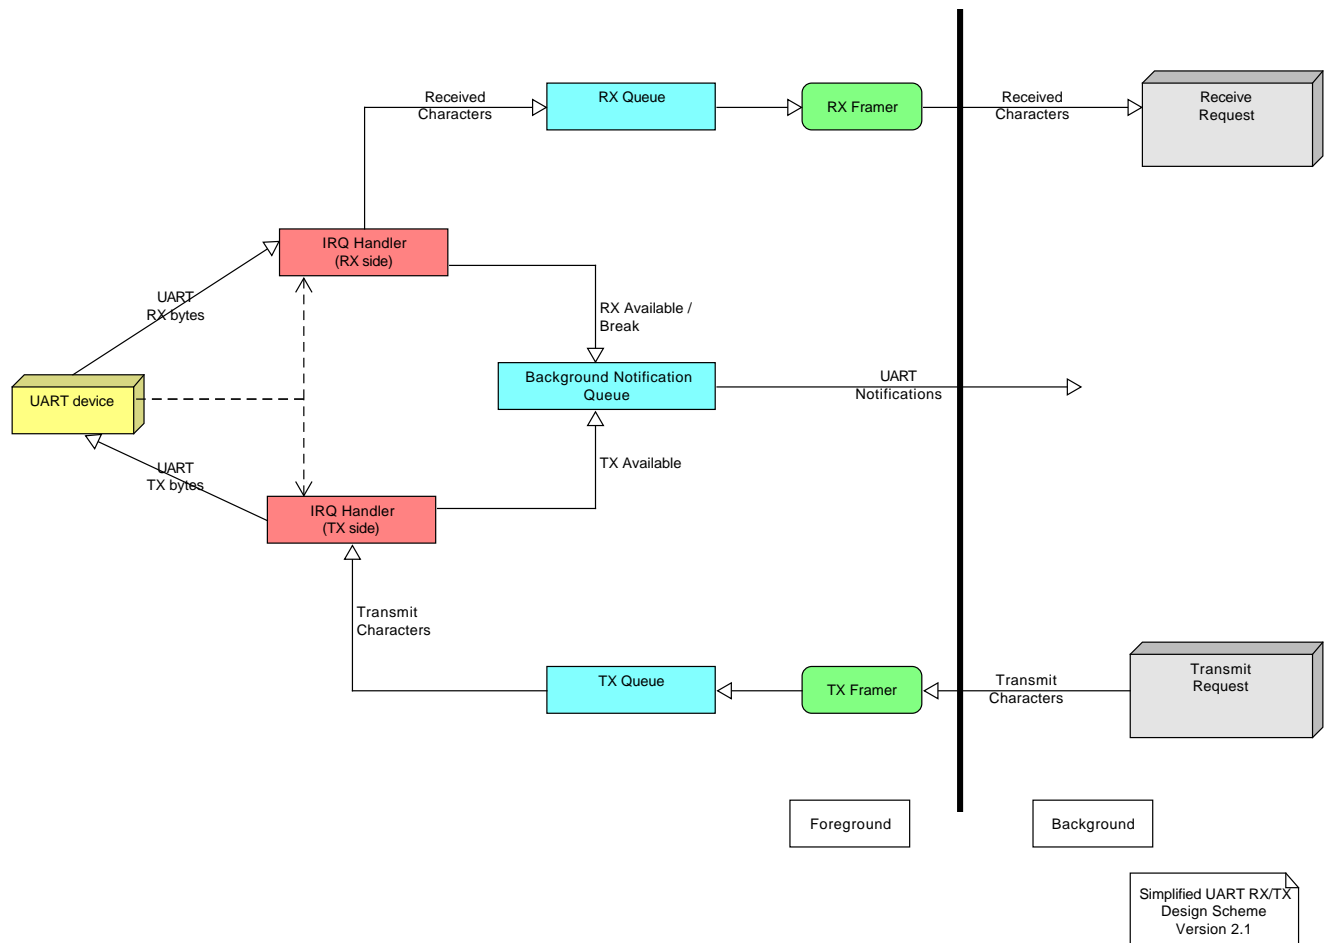 Received
Characters
RX Queue
RX Framer
Received
Characters
Receive
Request
IRQ Handler
(RX side)
UART
RX bytes
RX Available /
Break
Background Notification
Queue
UART
Notifications
UART device
TX Available
UART
TX bytes
IRQ Handler
(TX side)
Transmit
Characters
TX Queue
TX Framer
Transmit
Characters
Transmit
Request
Foreground
Background
Simplified UART RX/TX
Design Scheme
Version 2.1